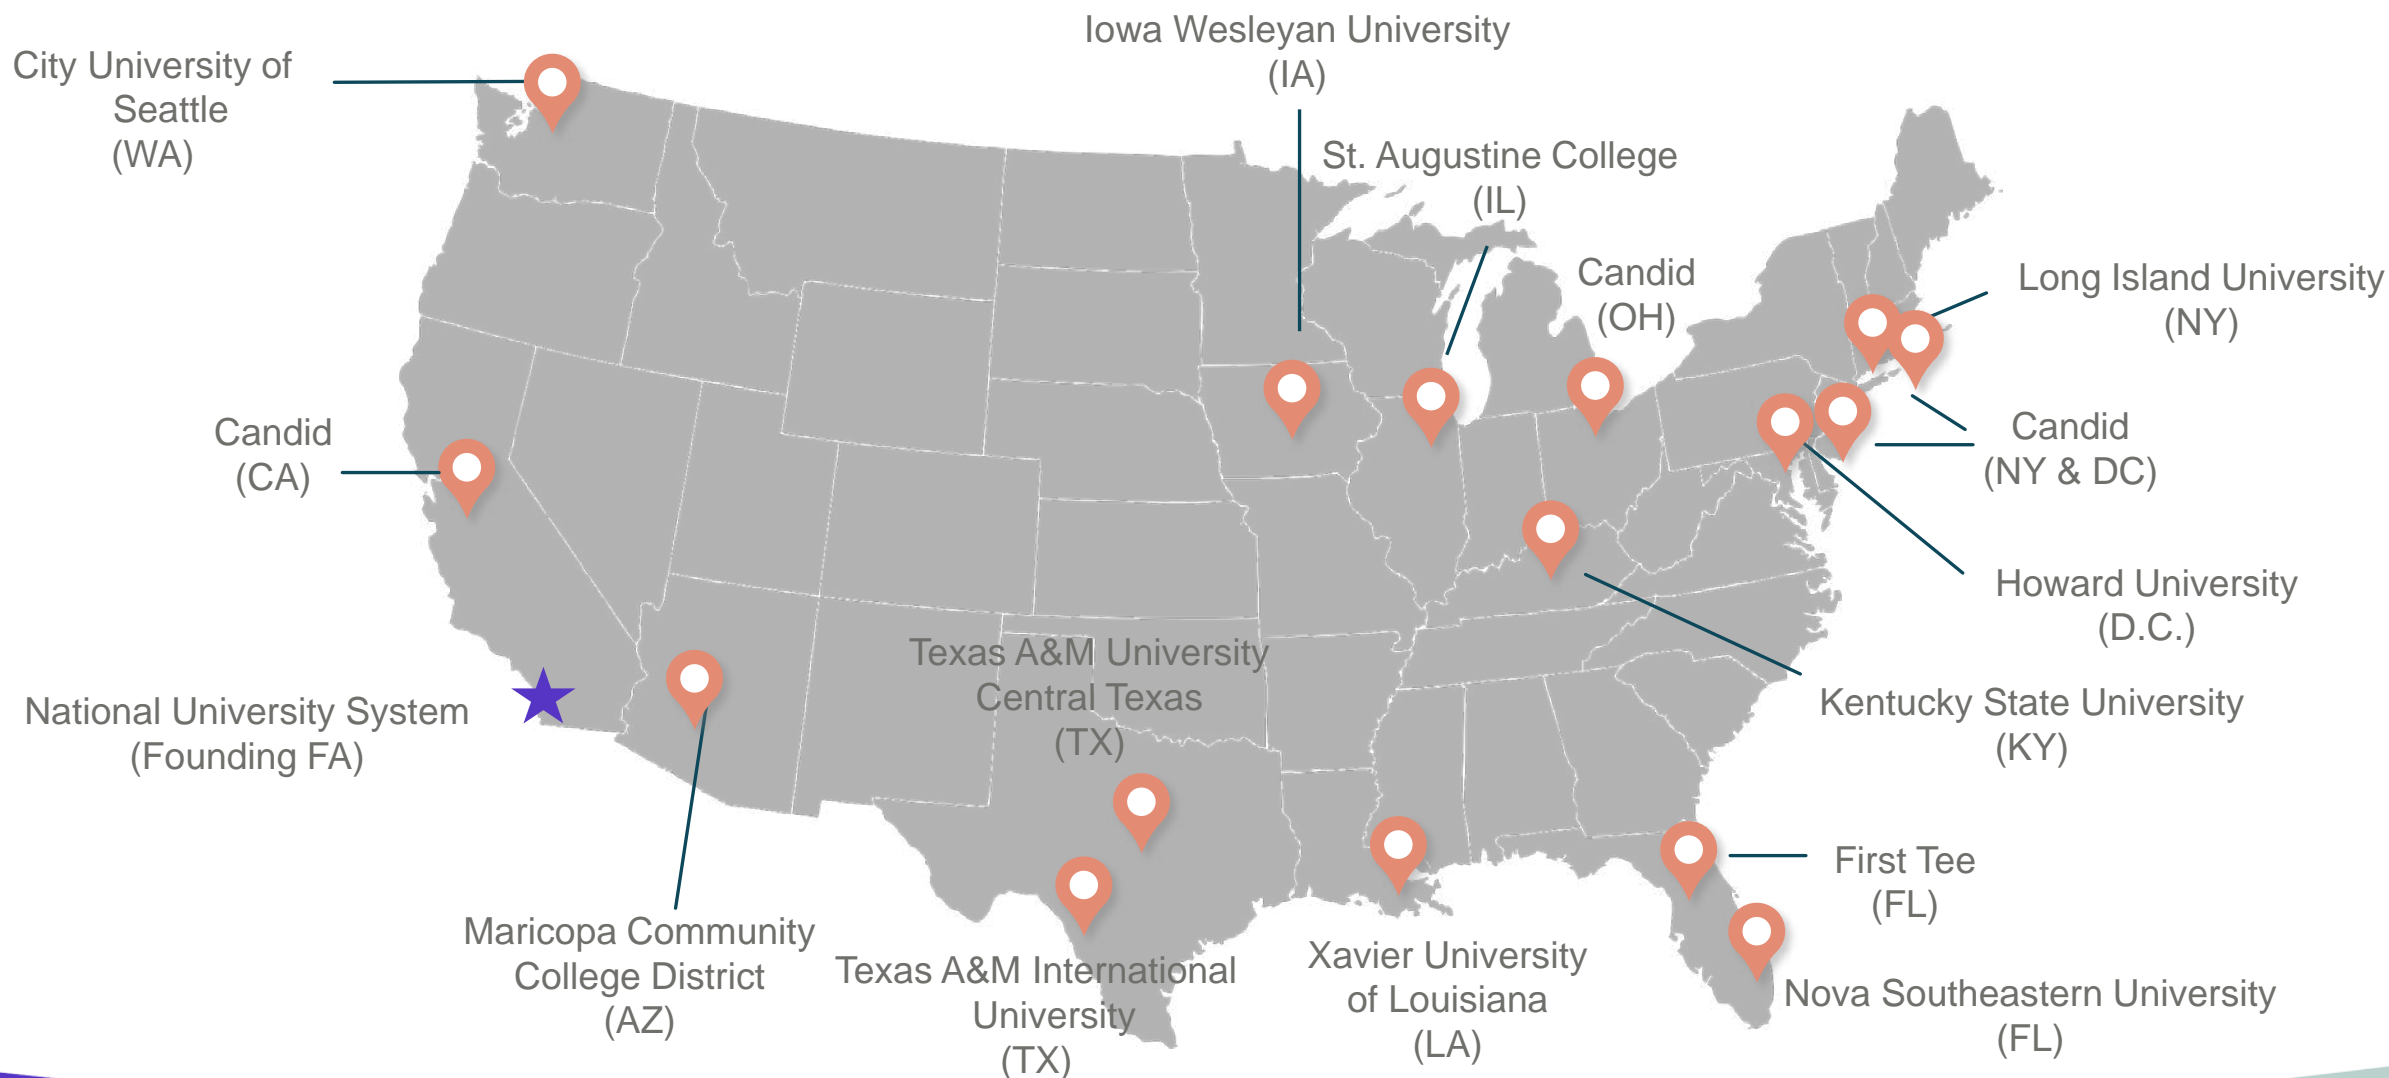 Iowa Wesleyan University
(IA)
City University of
Seattle
(WA)
St. Augustine College
(IL)
Candid
(OH)
Long Island University
(NY)
Candid
(CA)
Candid
(NY & DC)
Howard University
(D.C.)
Texas A&M University
Central Texas
(TX)
National University System
(Founding FA)
Kentucky State University
(KY)
First Tee
(FL)
Maricopa Community
College District
(AZ)
Texas A&M International
University
(TX)
Xavier University
of Louisiana
(LA)
Nova Southeastern University
(FL)